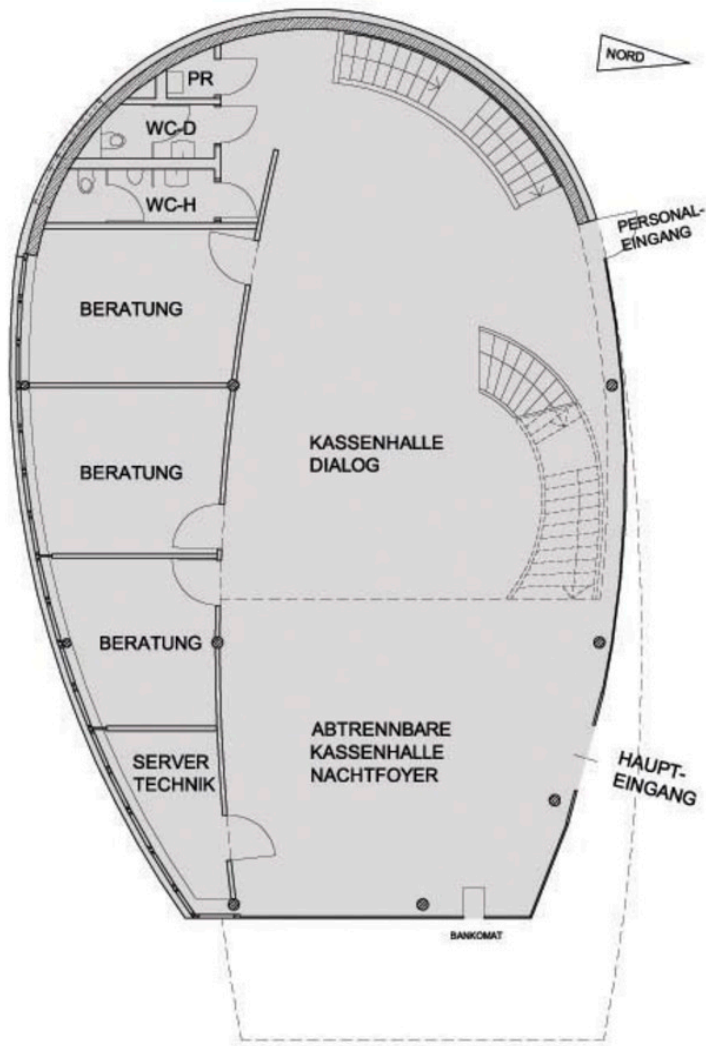 NORD
PR
WC-D
WC-H
PERSONAL-
EINGANG
BERATUNG
KASSENHALLE
DIALOG
BERATUNG
BERATUNG
ABTRENNBARE
KASSENHALLE
NACHTFOYER
SERVER
TECHNIK
HAUPT-
EINGANG
BANKOMAT